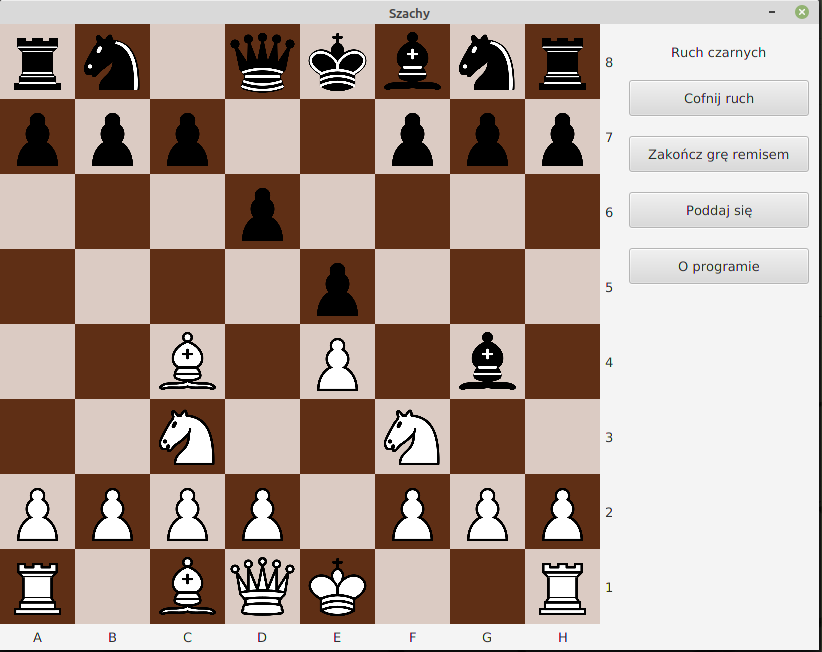 Szachy
8
7
6
5
4
3
2
1
A B C D E F G H
Ruch czarnych
Cofnij ruch
Zakończ grę remisem
Poddaj się
O programie